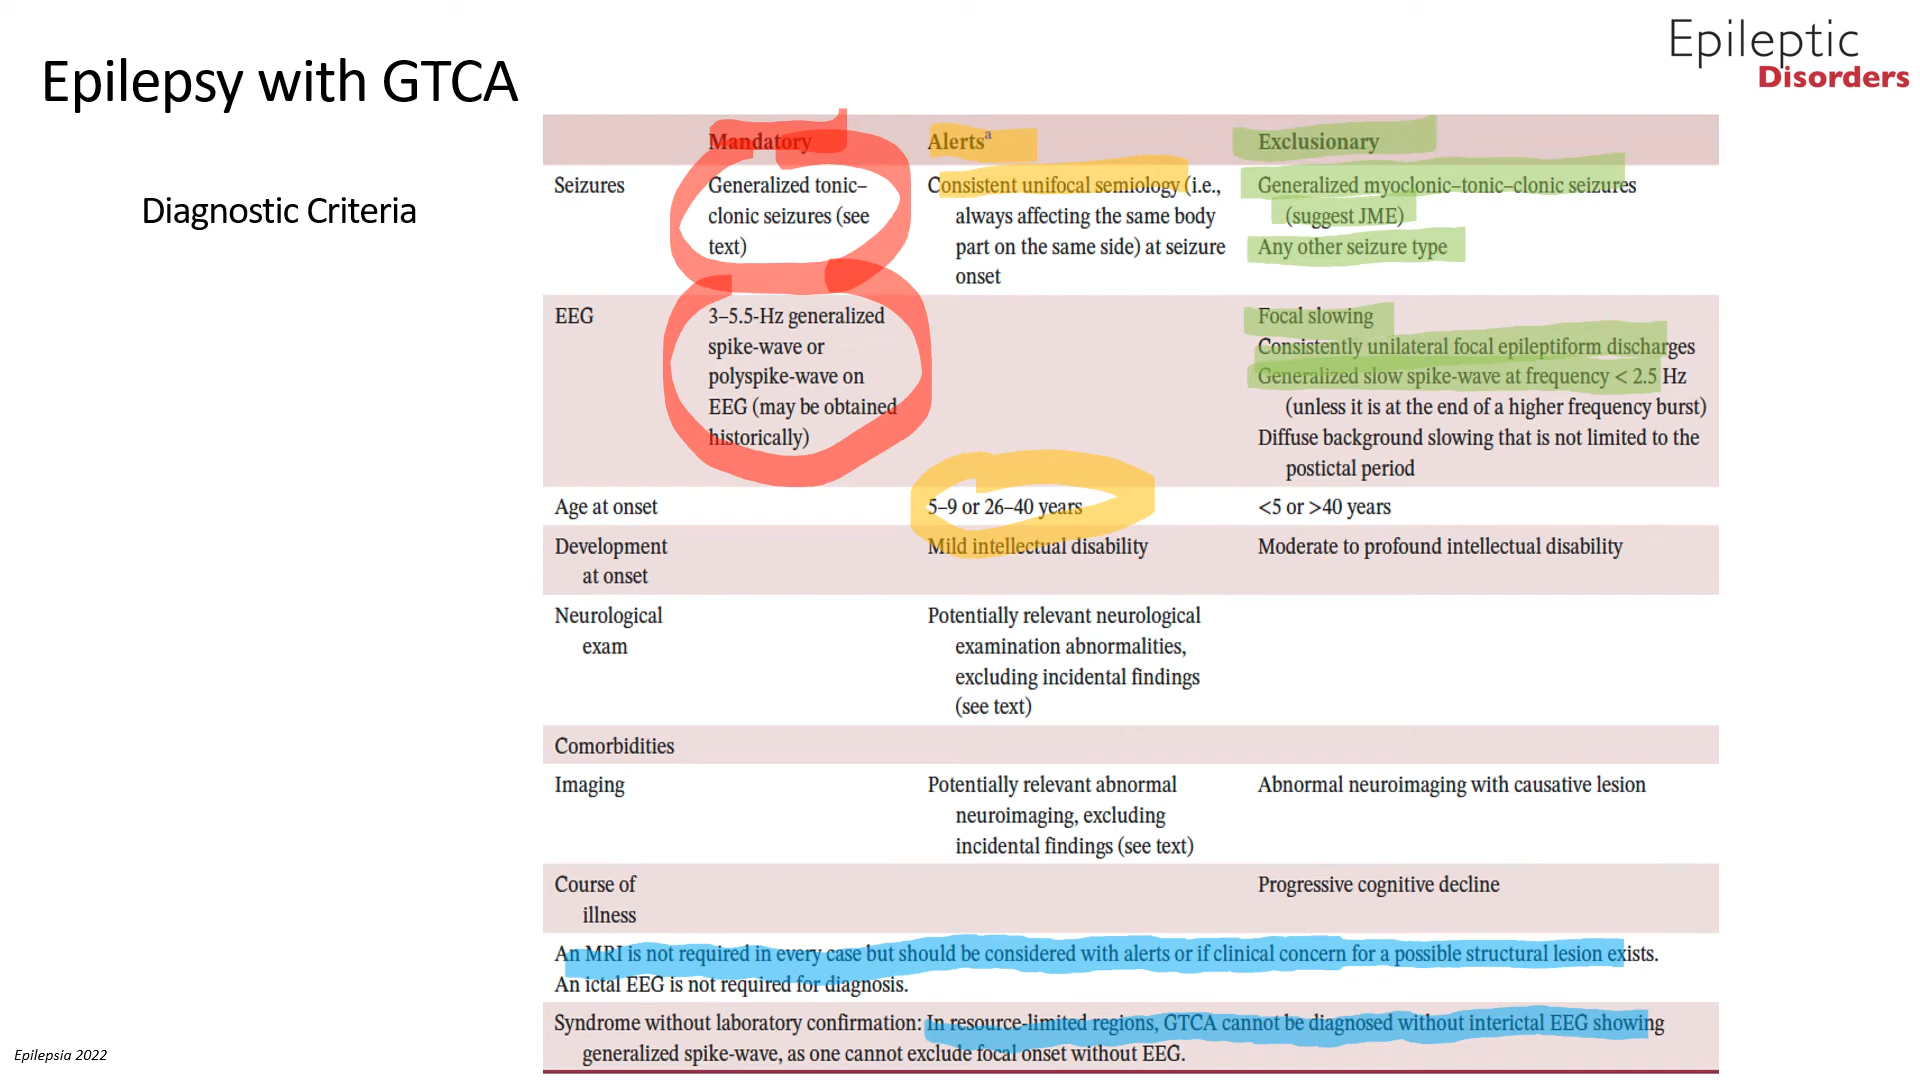 Epilepsy with GTCA
Epileptic
Disorders
Diagnostic Criteria
Mandatory Alertsa Exclusionary
Seizures
Generalized tonic–
clonic seizures (see
text)
Consistent unifocal semiology (i.e.,
always affecting the same body
part on the same side) at seizure
onset
Generalized myoclonic–tonic–clonic seizures
(suggest JME)
Any other seizure type
EEG
3–5.5-Hz generalized
spike-wave or
polyspike-wave on
EEG (may be obtained
historically)
Focal slowing
Consistently unilateral focal epileptiform discharges
Generalized slow spike-wave at frequency < 2.5 Hz
(unless it is at the end of a higher frequency burst)
Diffuse background slowing that is not limited to the
postictal period
Age at onset
5–9 or 26–40 years
<5 or >40 years
Development
at onset
Mild intellectual disability
Moderate to profound intellectual disability
Neurological
exam
Potentially relevant neurological
examination abnormalities,
excluding incidental findings
(see text)
Comorbidities
Imaging
Potentially relevant abnormal
neuroimaging, excluding
incidental findings (see text)
Abnormal neuroimaging with causative lesion
Course of
illness
Progressive cognitive decline
An MRI is not required in every case but should be considered with alerts or if clinical concern for a possible structural lesion exists.
An ictal EEG is not required for diagnosis.
Syndrome without laboratory confirmation: In resource-limited regions, GTCA cannot be diagnosed without interictal EEG showing
generalized spike-wave, as one cannot exclude focal onset without EEG.
Epilepsia 2022